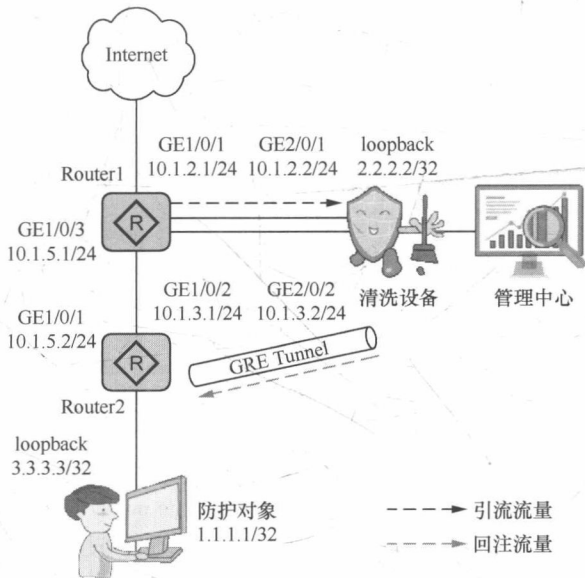 Internet
GE1/0/1
10.1.2.1/24
GE2/0/1
10.1.2.2/24
loopback
2.2.2.2/32
Router1
R
GE1/0/3
10.1.5.1/24
清洗设备
管理中心
GE1/0/2
10.1.3.1/24
GE2/0/2
10.1.3.2/24
GE1/0/1
10.1.5.2/24
R
GRE Tunnel
Router2
loopback
3.3.3.3/32
防护对象
1.1.1.1/32
引流流量
回注流量